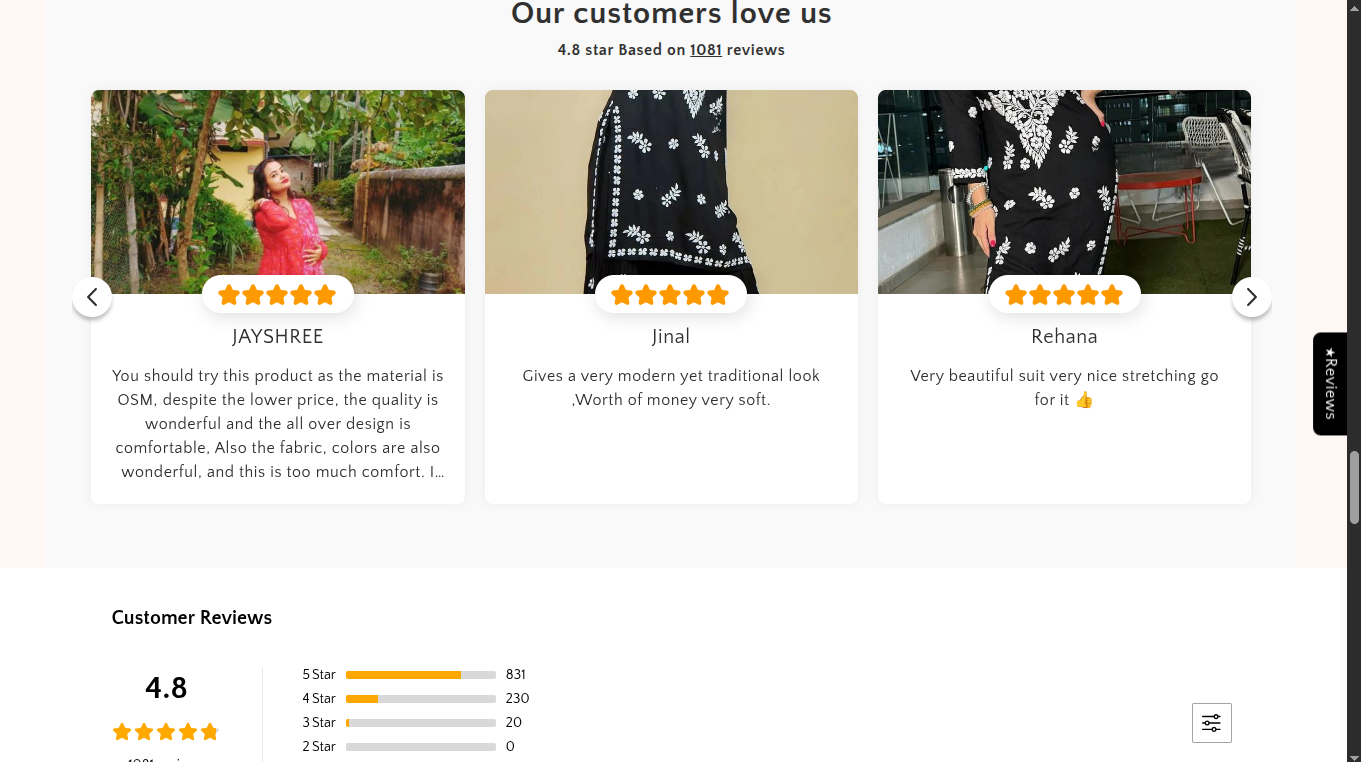 Our customers love us
4.8 star Based on 1081 reviews
JAYSHREE
You should try this product as the material is
OSM, despite the lower price, the quality is
wonderful and the all over design is
comfortable, Also the fabric, colors are also
wonderful, and this is too much comfort. I…
Jinal
Gives a very modern yet traditional look
,Worth of money very soft.
Rehana
Very beautiful suit very nice stretching go
for it 👍
★Reviews
Customer Reviews
4.8
5 Star 831
4 Star 230
3 Star 20
2 Star 0